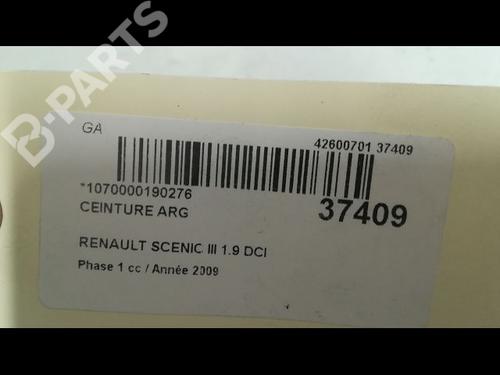 B-PARTS
GA
42600701 37409
*1070000190276
CEINTURE ARG
37409
RENAULT SCENIC III 1.9 DCI
Phase 1 cc / Année 2009